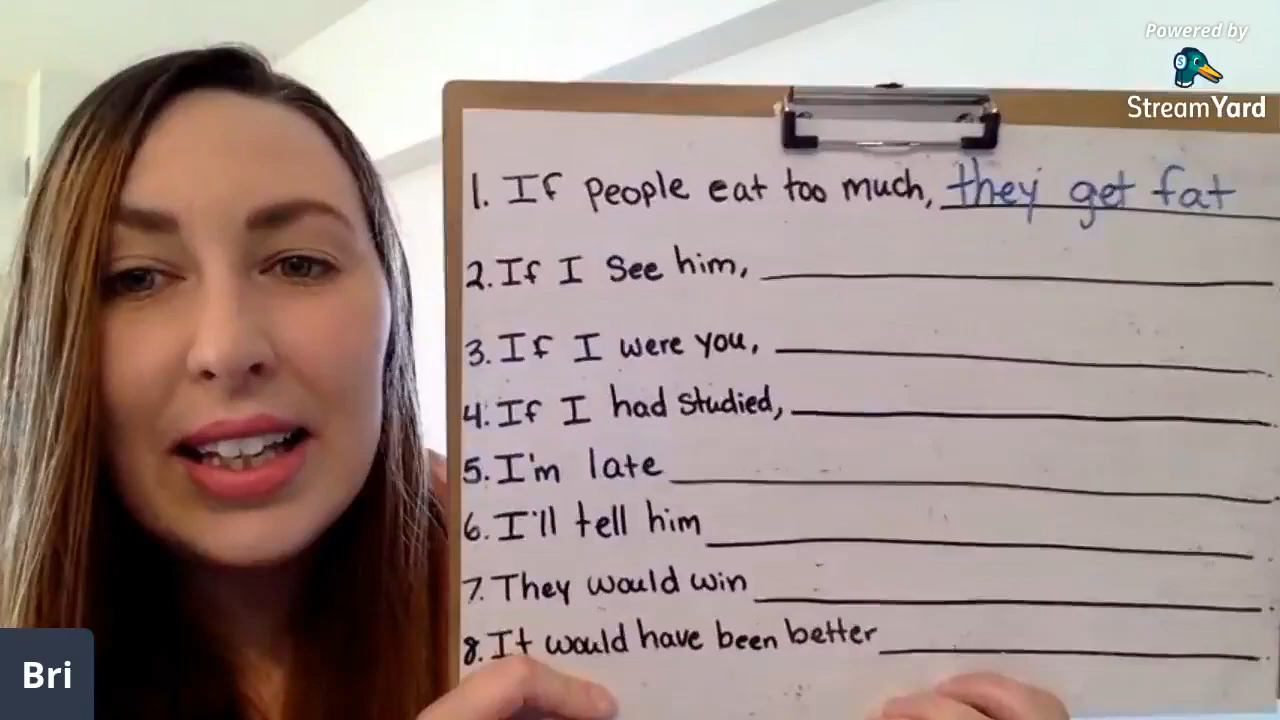 Powered by
StreamYard
1. If people eat too much, they get fat
2. If I see him,
3. If I were you,
4. If I had studied,
5. I'm late
6. I'll tell him
7. They would win
8. It would have been better
Bri